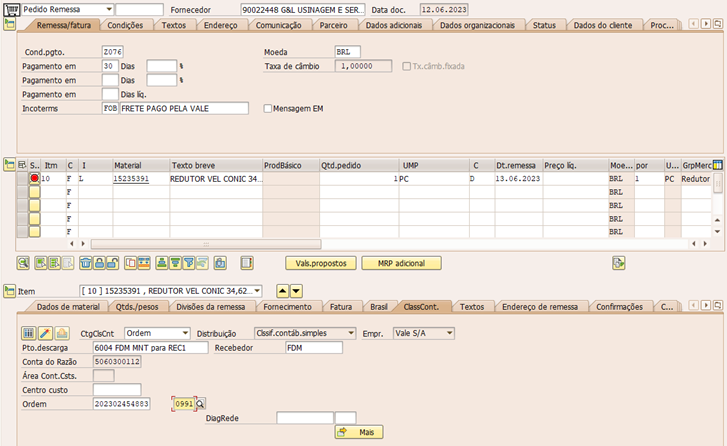 Pedido Remessa Fornecedor 90022448 G&L USINAGEM E SER... Data doc. 12.06.2023
Remessa/fatura Condições Textos Endereço Comunicação Parceiro Dados adicionais Dados organizacionais Status Dados do cliente Proc...
Cond.pgto. Z076 Moeda BRL
Pagamento em 30 Dias % Taxa de câmbio 1,00000 Tx.câmb.fixada
Pagamento em Dias %
Pagamento em Dias líq.
Incoterms FOB FRETE PAGO PELA VALE Mensagem EM
S.. Itm C I Material Texto breve ProdBásico Qtd.pedido UMP C Dt.remessa Preço líq. Moe... por U... GrpMerc
10 F L 15235391 REDUTOR VEL CONIC 34... 1 PC D 13.06.2023 BRL 1 PC Redutor
F BRL
F BRL
F BRL
F BRL
Vals.propostos MRP adicional
Item [ 10 ] 15235391 , REDUTOR VEL CONIC 34,62...
Dados de material Qtds./pesos Divisões da remessa Fornecimento Fatura Brasil ClassCont. Textos Endereço de remessa Confirmações C...
CtgClsCnt Ordem Distribuição Clssif.contáb.simples Empr. Vale S/A
Pto.descarga 6004 FDM MNT para REC1 Recebedor FDM
Conta do Razão 5060300112
Área Cont.Csts.
Centro custo
Ordem 202302454883 0991
DiagRede
Mais